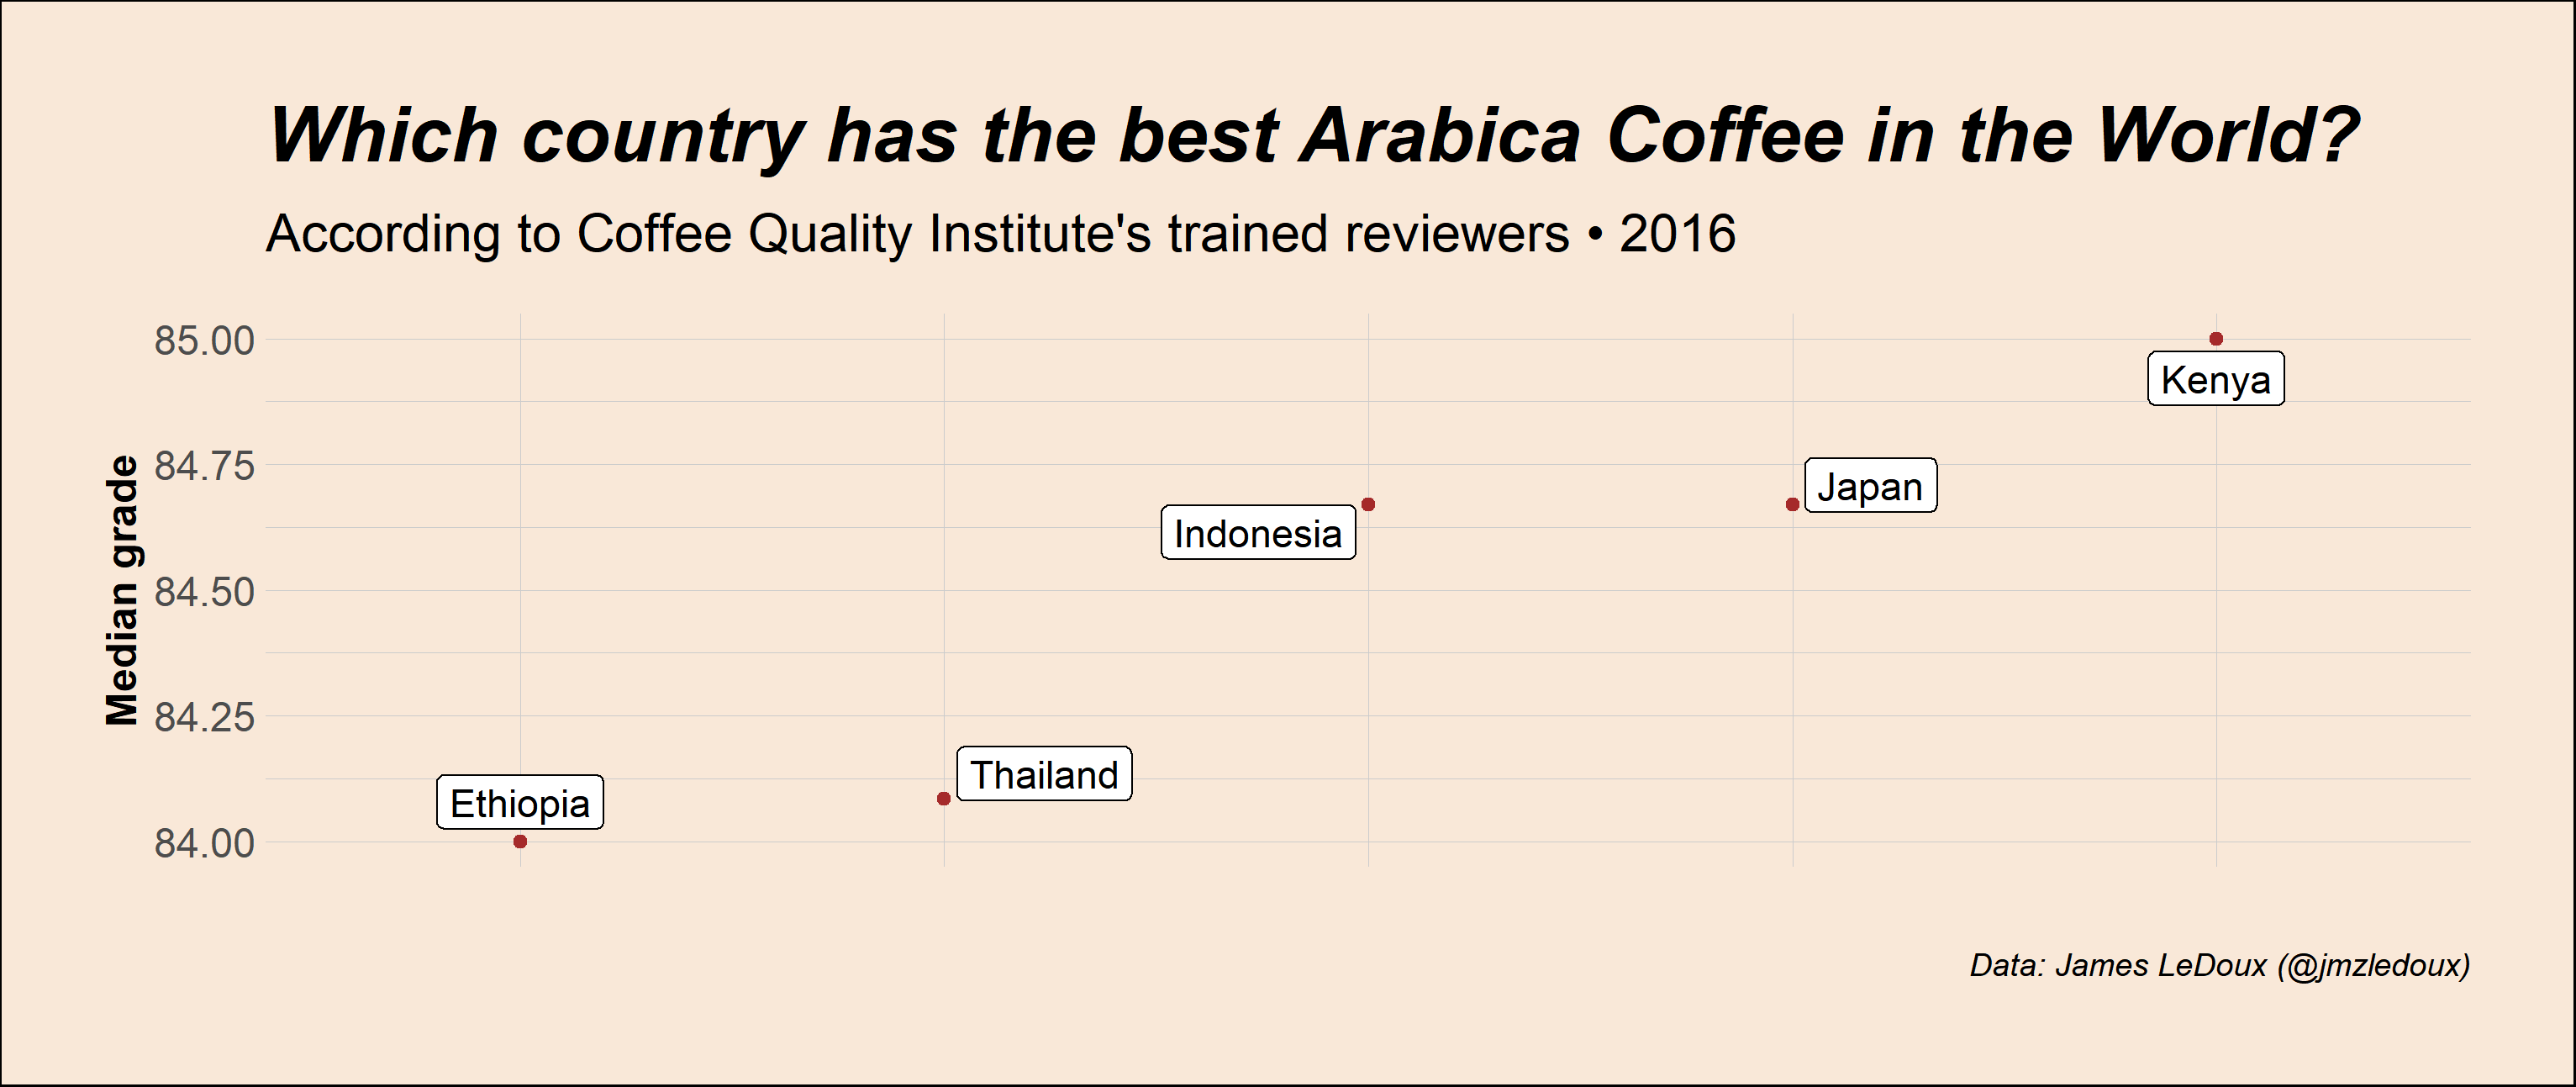 Which country has the best Arabica Coffee in the World?
According to Coffee Quality Institute's trained reviewers • 2016
Median grade
85.00
84.75
84.50
84.25
84.00
Kenya
Japan
Indonesia
Thailand
Ethiopia
Data: James LeDoux (@jmzledoux)